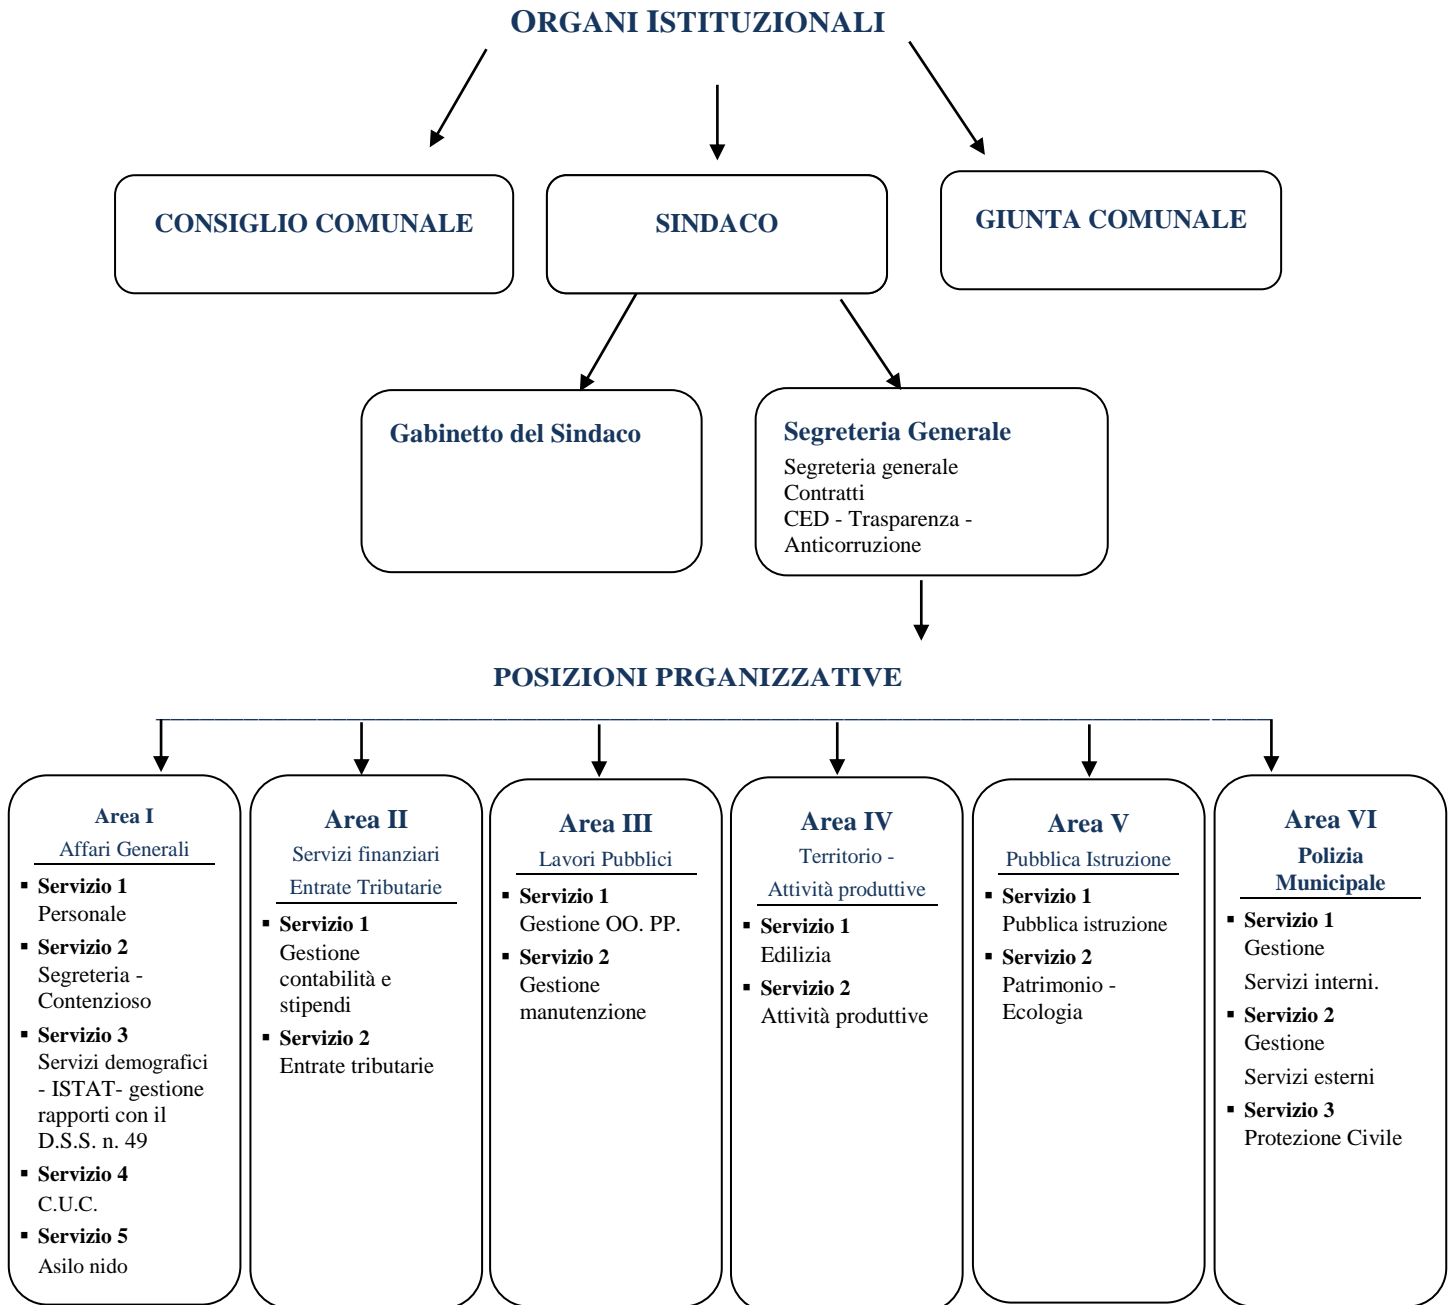 ORGANI ISTITUZIONALI
CONSIGLIO COMUNALE
SINDACO
GIUNTA COMUNALE
Gabinetto del Sindaco
Segreteria Generale
Segreteria generale
Contratti
CED - Trasparenza -
Anticorruzione
POSIZIONI PRGANIZZATIVE
Area I
Affari Generali
▪ Servizio 1
Personale
▪ Servizio 2
Segreteria -
Contenzioso
▪ Servizio 3
Servizi demografici
- ISTAT- gestione
rapporti con il
D.S.S. n. 49
▪ Servizio 4
C.U.C.
▪ Servizio 5
Asilo nido
Area II
Servizi finanziari
Entrate Tributarie
▪ Servizio 1
Gestione
contabilità e
stipendi
▪ Servizio 2
Entrate tributarie
Area III
Lavori Pubblici
▪ Servizio 1
Gestione OO. PP.
▪ Servizio 2
Gestione
manutenzione
Area IV
Territorio -
Attività produttive
▪ Servizio 1
Edilizia
▪ Servizio 2
Attività produttive
Area V
Pubblica Istruzione
▪ Servizio 1
Pubblica istruzione
▪ Servizio 2
Patrimonio -
Ecologia
Area VI
Polizia
Municipale
▪ Servizio 1
Gestione
Servizi interni.
▪ Servizio 2
Gestione
Servizi esterni
▪ Servizio 3
Protezione Civile